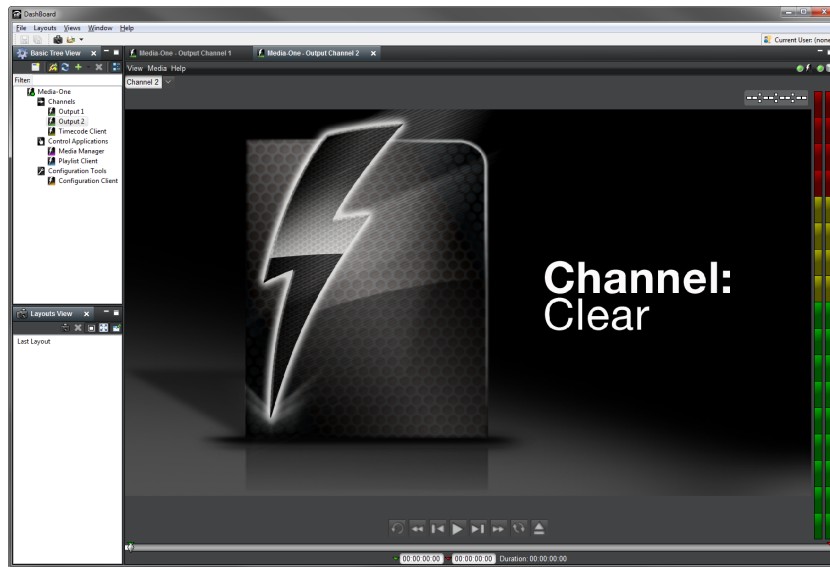 DashBoard
File Layouts Views Window Help
Current User: (none
Basic Tree View
Media-One - Output Channel 1
Media-One - Output Channel 2
View Media Help
Filter:
Channel 2
Media-One
Channels
Output 1
Output 2
Timecode Client
Control Applications
Media Manager
Playlist Client
Configuration Tools
Configuration Client
--:--:--:--
Channel:
Clear
Layouts View
Last Layout
00:00:00:00 00:00:00:00 Duration: 00:00:00:00